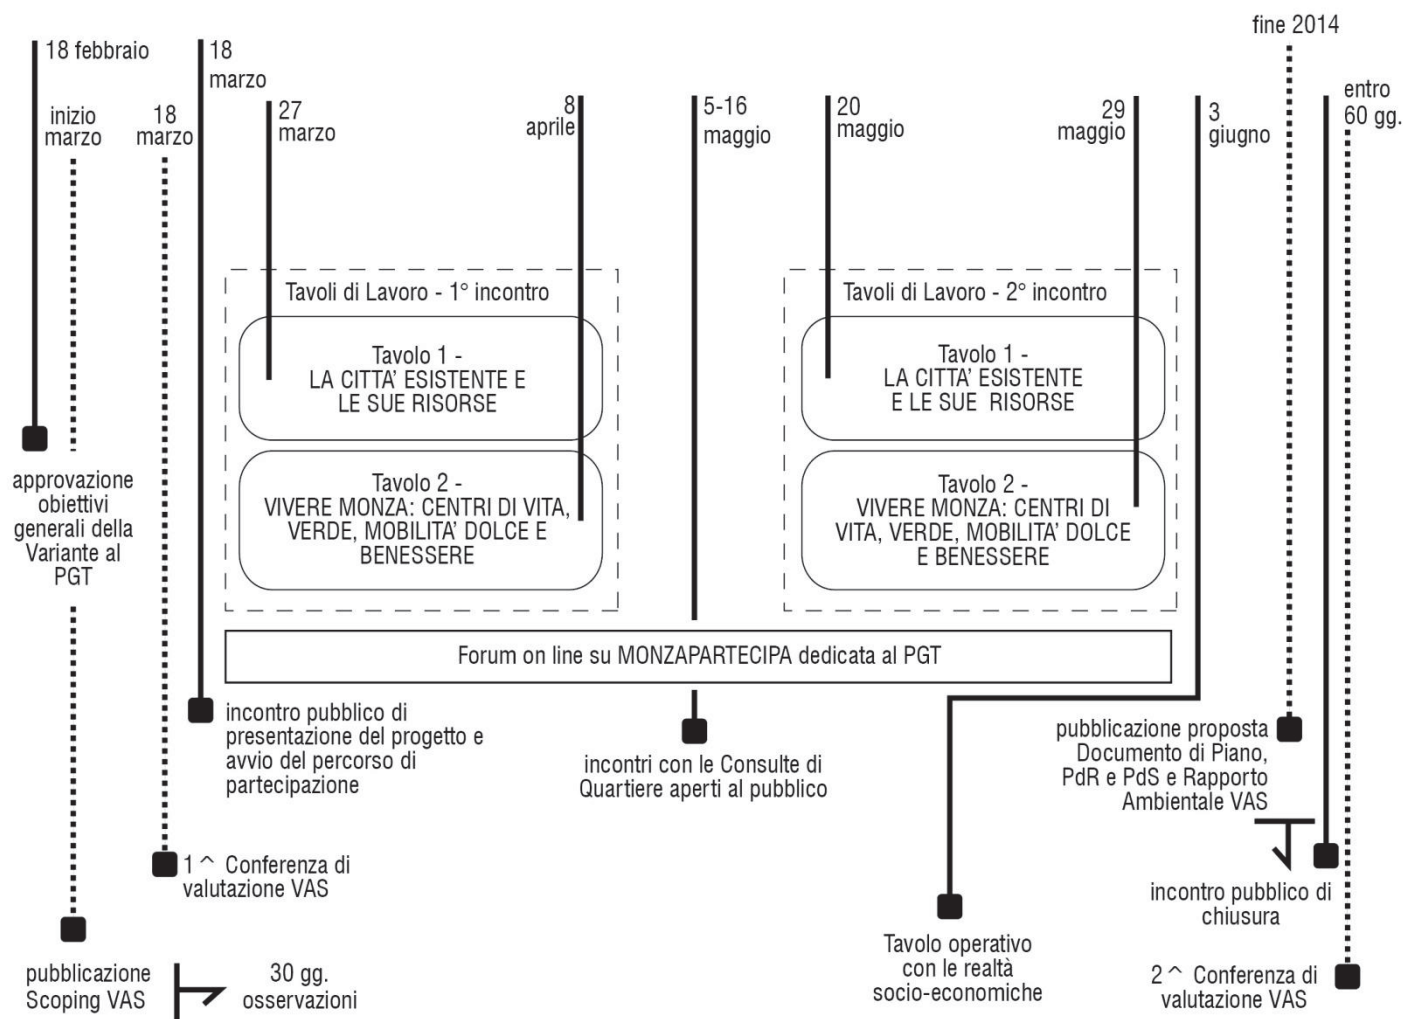 fine 2014
18 febbraio
18
marzo
inizio
marzo
18
marzo
27
marzo
8
aprile
5-16
maggio
20
maggio
29
maggio
3
giugno
entro
60 gg.
Tavoli di Lavoro - 1° incontro
Tavolo 1 -
LA CITTA' ESISTENTE E
LE SUE RISORSE
Tavolo 2 -
VIVERE MONZA: CENTRI DI VITA,
VERDE, MOBILITA' DOLCE E
BENESSERE
Tavoli di Lavoro - 2° incontro
Tavolo 1 -
LA CITTA' ESISTENTE
E LE SUE RISORSE
Tavolo 2 -
VIVERE MONZA: CENTRI DI
VITA, VERDE, MOBILITA' DOLCE
E BENESSERE
approvazione
obiettivi
generali della
Variante al
PGT
Forum on line su MONZAPARTECIPA dedicata al PGT
incontro pubblico di
presentazione del progetto e
avvio del percorso di
partecipazione
incontri con le Consulte di
Quartiere aperti al pubblico
pubblicazione proposta
Documento di Piano,
PdR e PdS e Rapporto
Ambientale VAS
1 ^ Conferenza di
valutazione VAS
incontro pubblico di
chiusura
Tavolo operativo
con le realtà
socio-economiche
pubblicazione
Scoping VAS
30 gg.
osservazioni
2 ^ Conferenza di
valutazione VAS